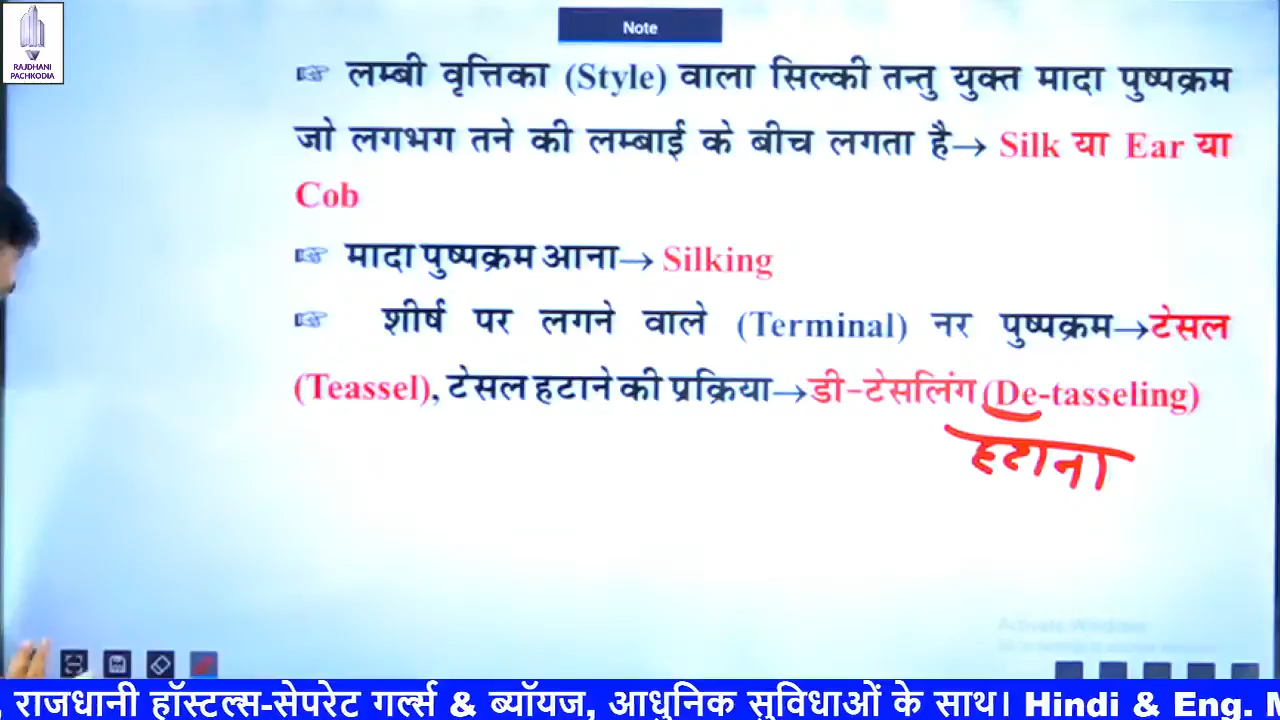 RAJDHANI
PACHKODIA
Note
☞ लम्बी वृत्तिका (Style) वाला सिल्की तन्तु युक्त मादा पुष्पक्रम
जो लगभग तने की लम्बाई के बीच लगता है→ Silk या Ear या
Cob
☞ मादा पुष्पक्रम आना→ Silking
☞ शीर्ष पर लगने वाले (Terminal) नर पुष्पक्रम→टेसल
(Teassel), टेसल हटाने की प्रक्रिया→डी-टेसलिंग (De-tasseling)
हटाना
Activate Windows
राजधानी हॉस्टल्स-सेपरेट गर्ल्स & ब्यॉयज, आधुनिक सुविधाओं के साथ। Hindi & Eng.